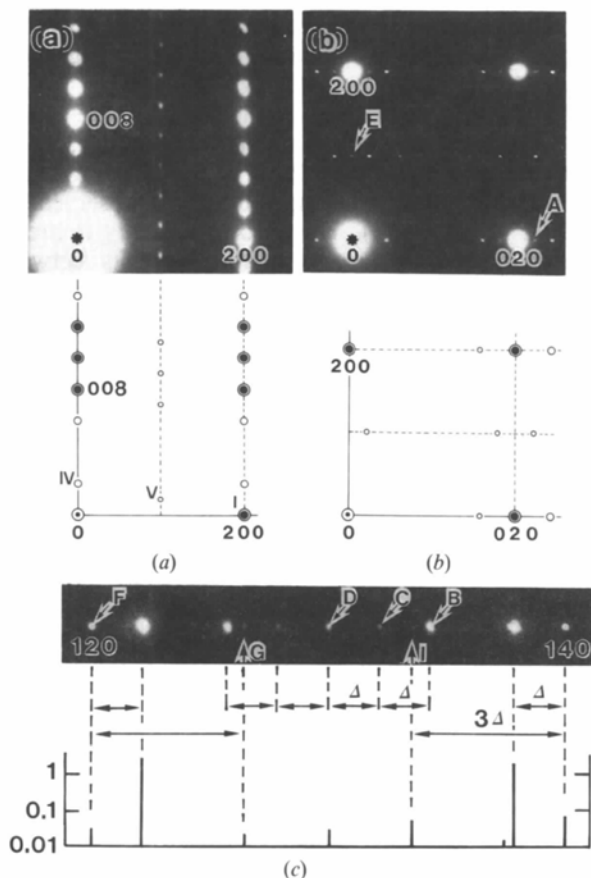 (a) (b)
200
008 E
A
0 200 0 020
200
008
IV V I
0 200 0 020
(a) (b)
F D C B
120 G I 140
Δ Δ Δ
3Δ
1
0.1
0.01
(c)